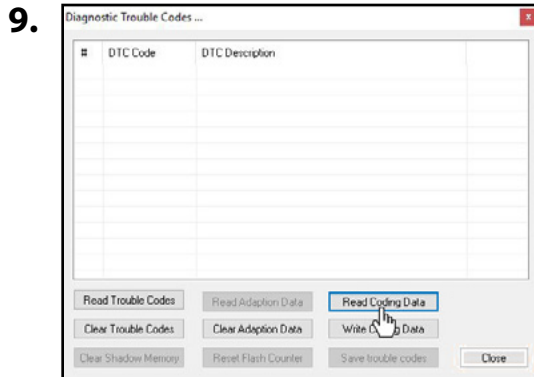 9.
Diagnostic Trouble Codes ...
x
# DTC Code DTC Description
Read Trouble Codes Read Adaption Data Read Coding Data
Clear Trouble Codes Clear Adaption Data Write Data
Clear Shadow Memory Reset Flash Counter Save trouble codes Close